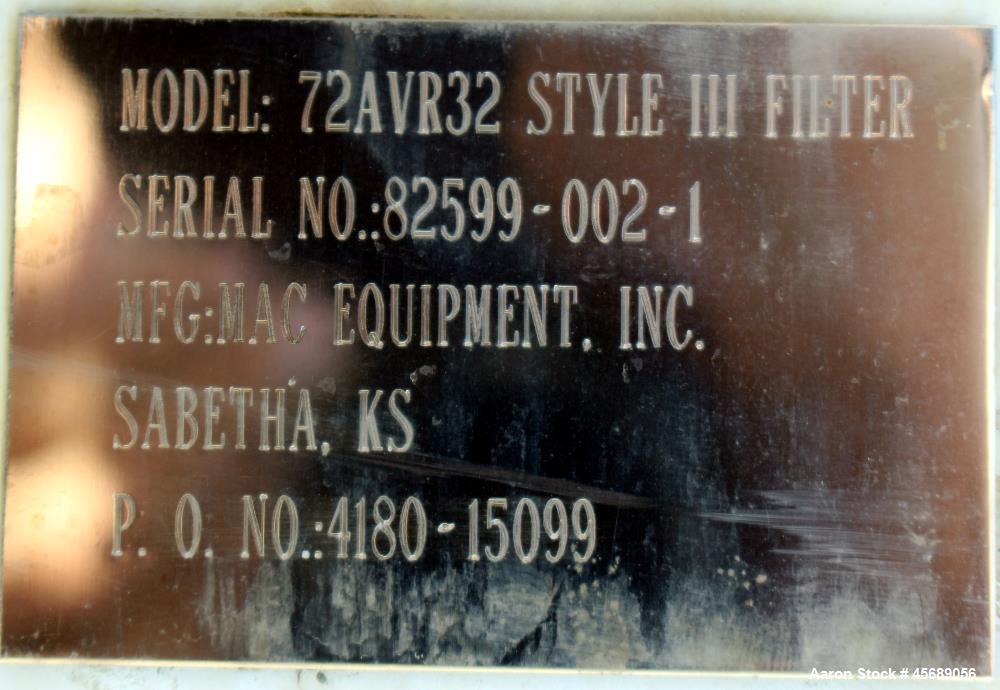 MODEL: 72AVR32 STYLE III FILTER
SERIAL NO.:82599-002-1
MFG:MAC EQUIPMENT, INC.
SABETHA, KS
P. O. NO.:4180-15099
Aaron Stock # 45689056